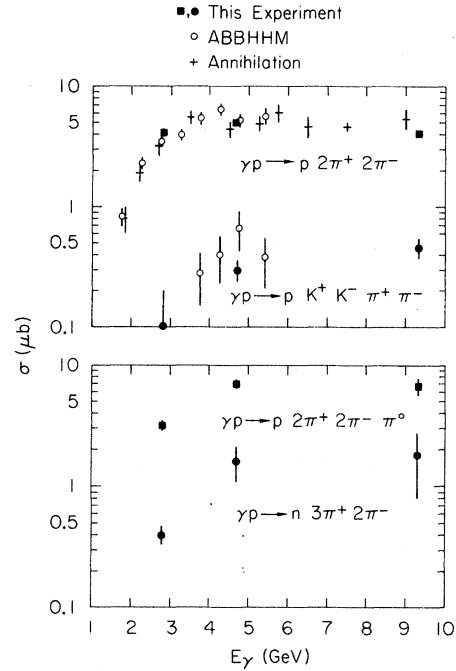 ■,● This Experiment
○ ABBHHM
+ Annihilation
10
5
γp → p 2π⁺ 2π⁻
1
0.5
γp → p K⁺ K⁻ π⁺ π⁻
0.1
σ (μb)
10
5
γp → p 2π⁺ 2π⁻ π⁰
1
0.5
γp → n 3π⁺ 2π⁻
0.1
1 2 3 4 5 6 7 8 9 10
Eγ (GeV)